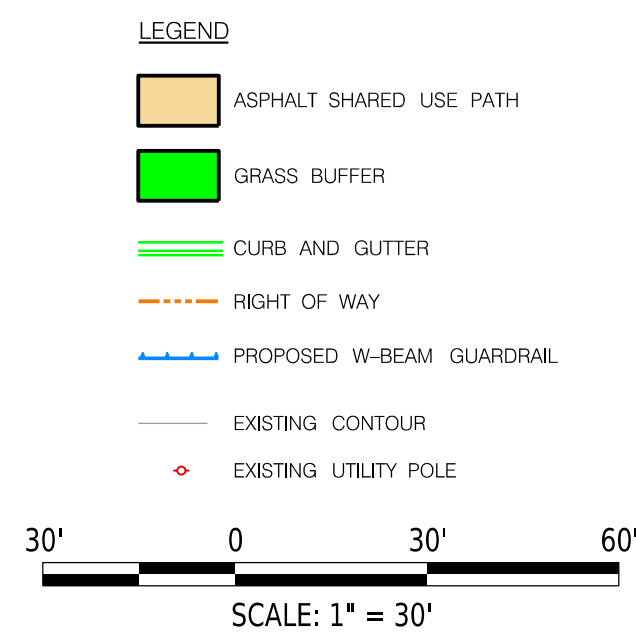 LEGEND
ASPHALT SHARED USE PATH
GRASS BUFFER
CURB AND GUTTER
RIGHT OF WAY
PROPOSED W–BEAM GUARDRAIL
EXISTING CONTOUR
EXISTING UTILITY POLE
30' 0 30' 60'
SCALE: 1" = 30'